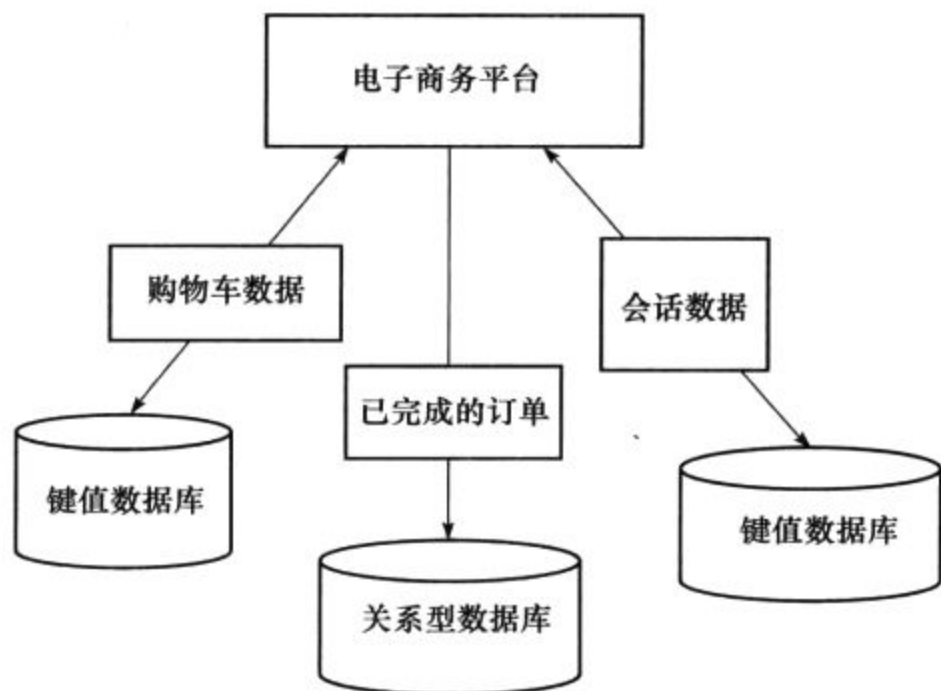 电子商务平台
购物车数据
会话数据
已完成的订单
键值数据库
键值数据库
关系型数据库